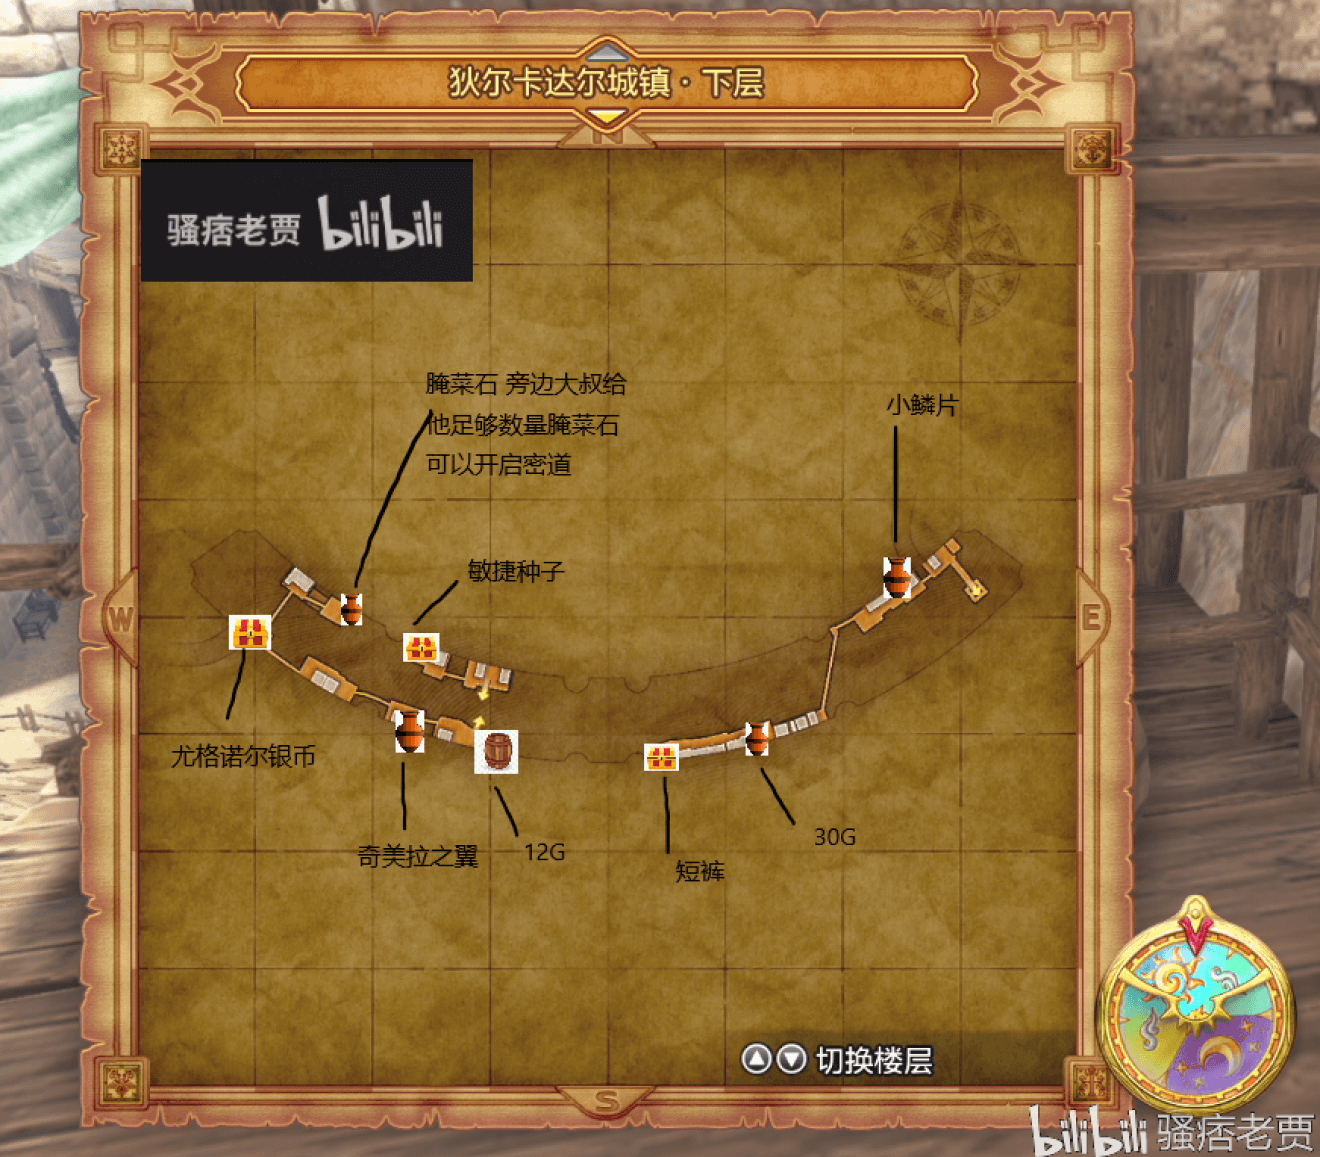 狄尔卡达尔城镇·下层
N
骚痞老贾 bilibili
腌菜石 旁边大叔给
他足够数量腌菜石
可以开启密道
小鳞片
敏捷种子
W
E
尤格诺尔银币
奇美拉之翼
12G
短裤
30G
切换楼层
S
bilibili 骚痞老贾